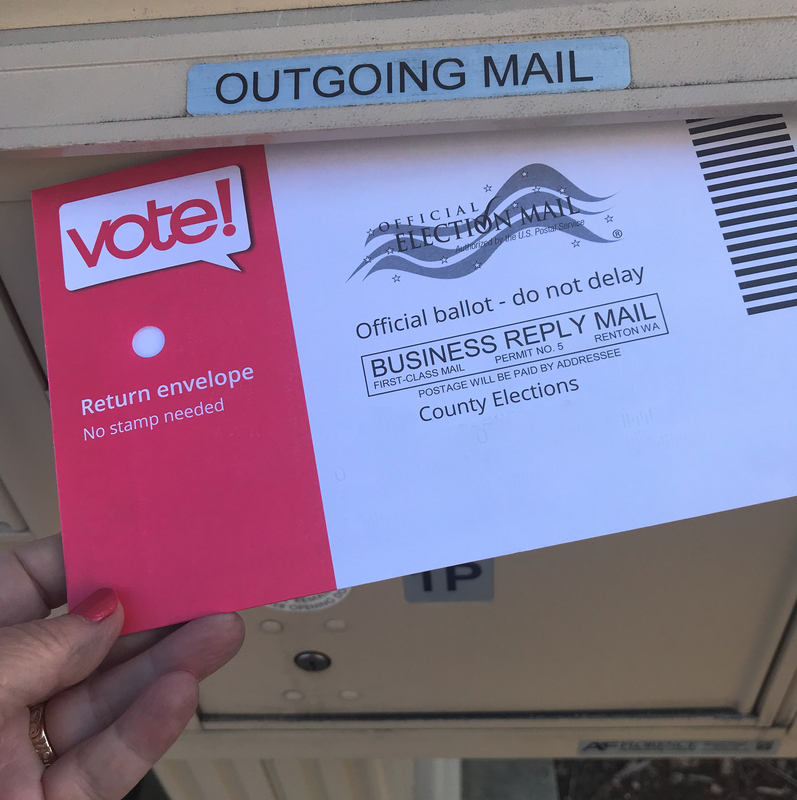 OUTGOING MAIL
vote!
OFFICIAL
ELECTION MAIL
Authorized by the U.S. Postal Service
®
Official ballot - do not delay
BUSINESS REPLY MAIL
FIRST-CLASS MAIL PERMIT NO. 5 RENTON WA
POSTAGE WILL BE PAID BY ADDRESSEE
County Elections
Return envelope
No stamp needed
1P
FLORENCE